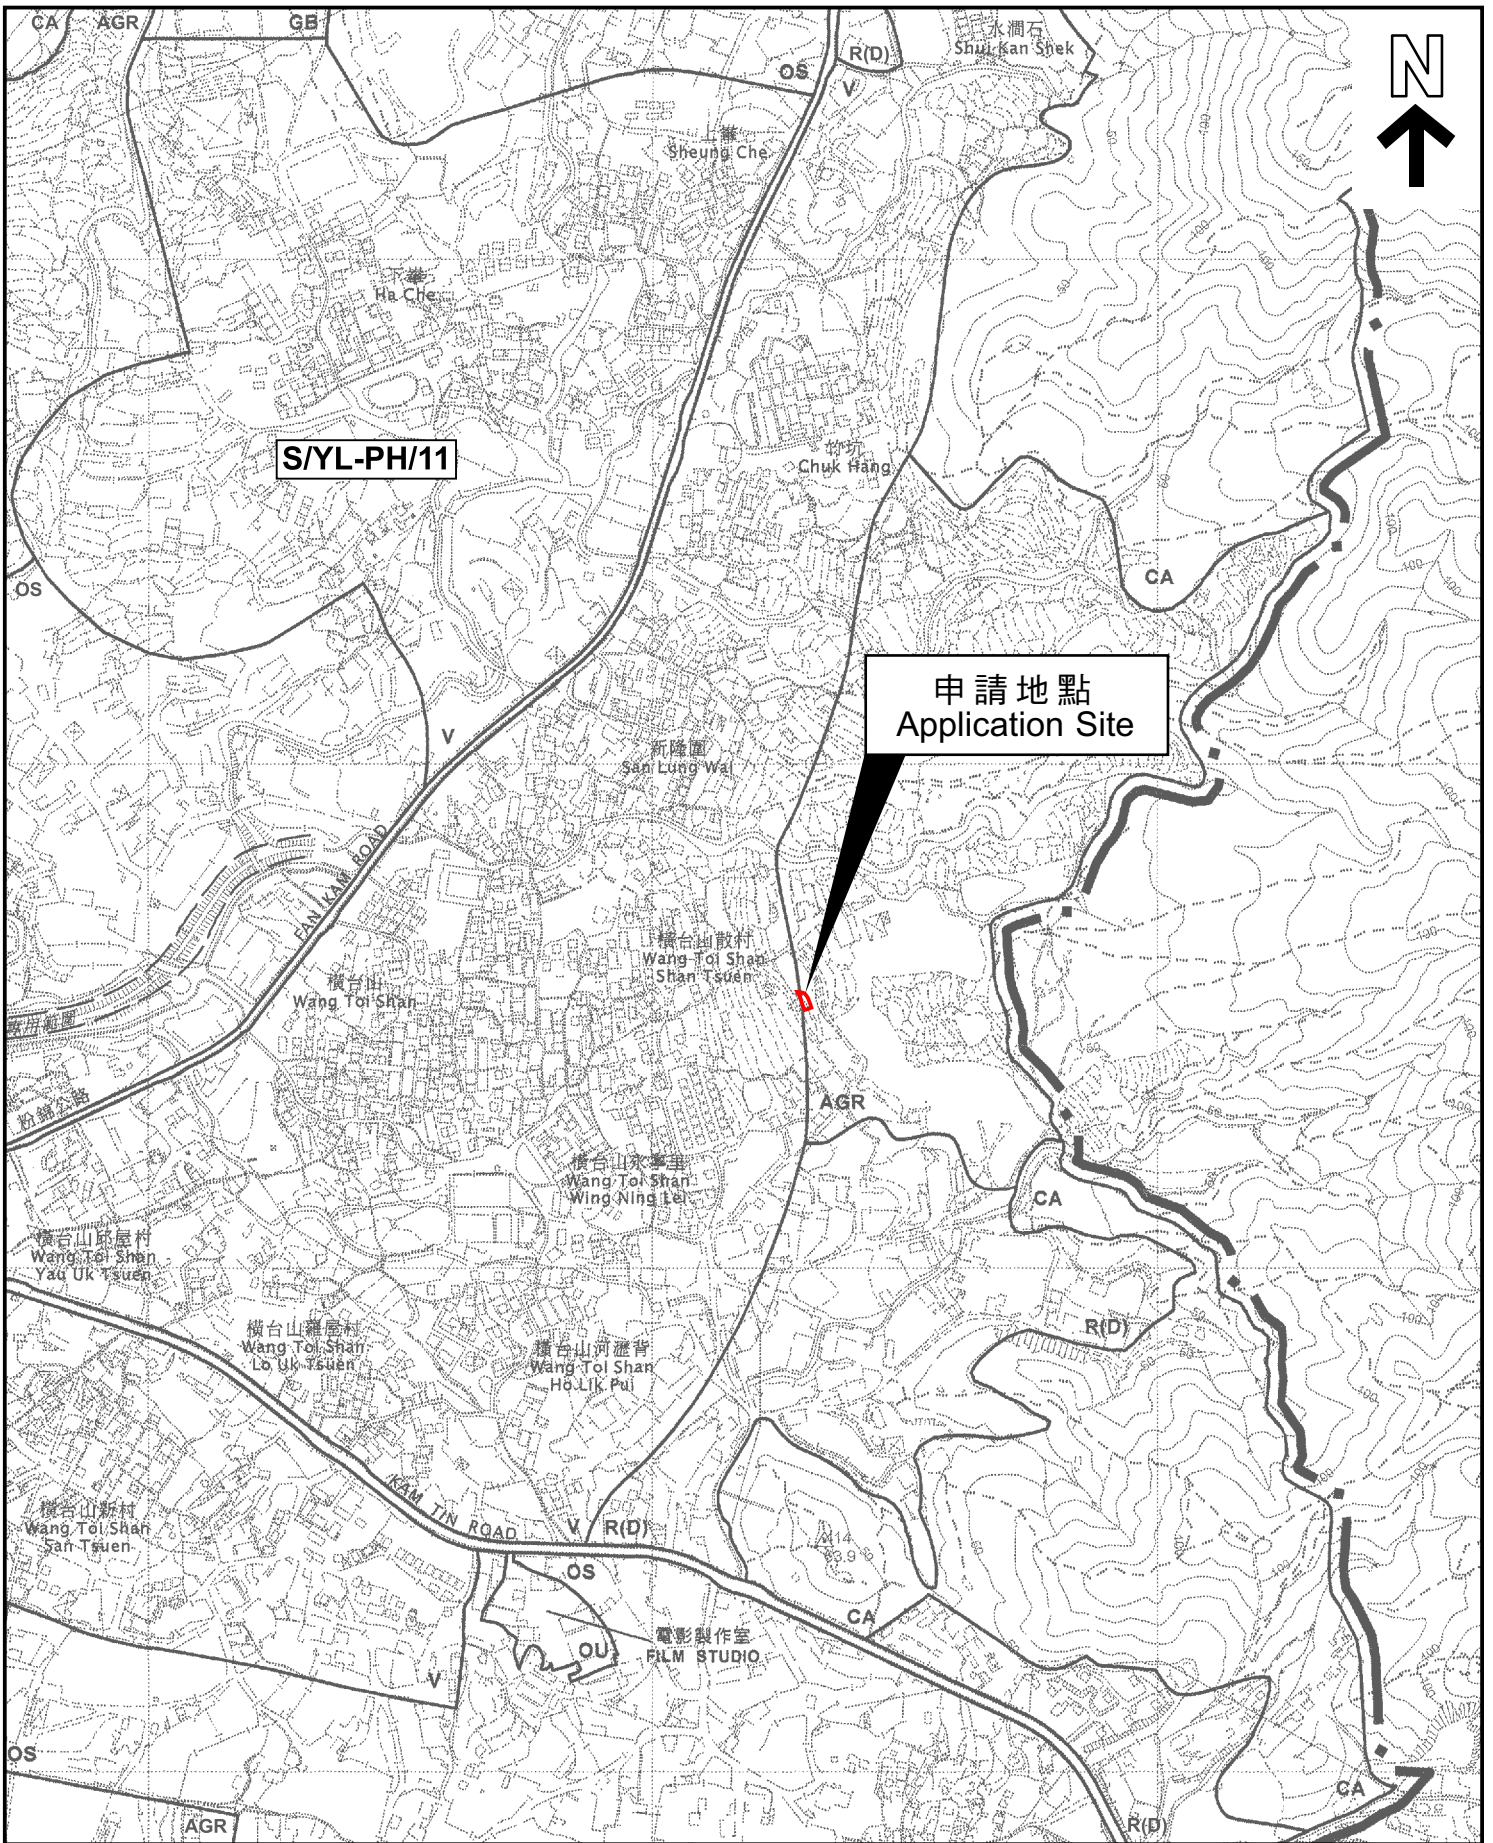 CA
AGR
GB
OS
R(D)
V
水澗石
Shui Kan Shek
N
上輋
Sheung Che
下輋
Ha Che
S/YL-PH/11
竹坑
Chuk Hang
OS
CA
申請地點
Application Site
V
新隆圍
San Lung Wai
FAN KAM ROAD
橫台山散村
Wang Toi Shan
Shan Tsuen
橫台山
Wang Toi Shan
粉錦公路
AGR
橫台山永寧里
Wang Toi Shan
Wing Ning Lei
CA
橫台山邱屋村
Wang Toi Shan
Yau Uk Tsuen
橫台山羅屋村
Wang Toi Shan
Lo Uk Tsuen
橫台山河瀝背
Wang Toi Shan
Ho Lik Pui
R(D)
橫台山新村
Wang Toi Shan
San Tsuen
KAM TIN ROAD
V
R(D)
OS
CA
電影製作室
FILM STUDIO
OU
V
OS
AGR
CA
R(D)